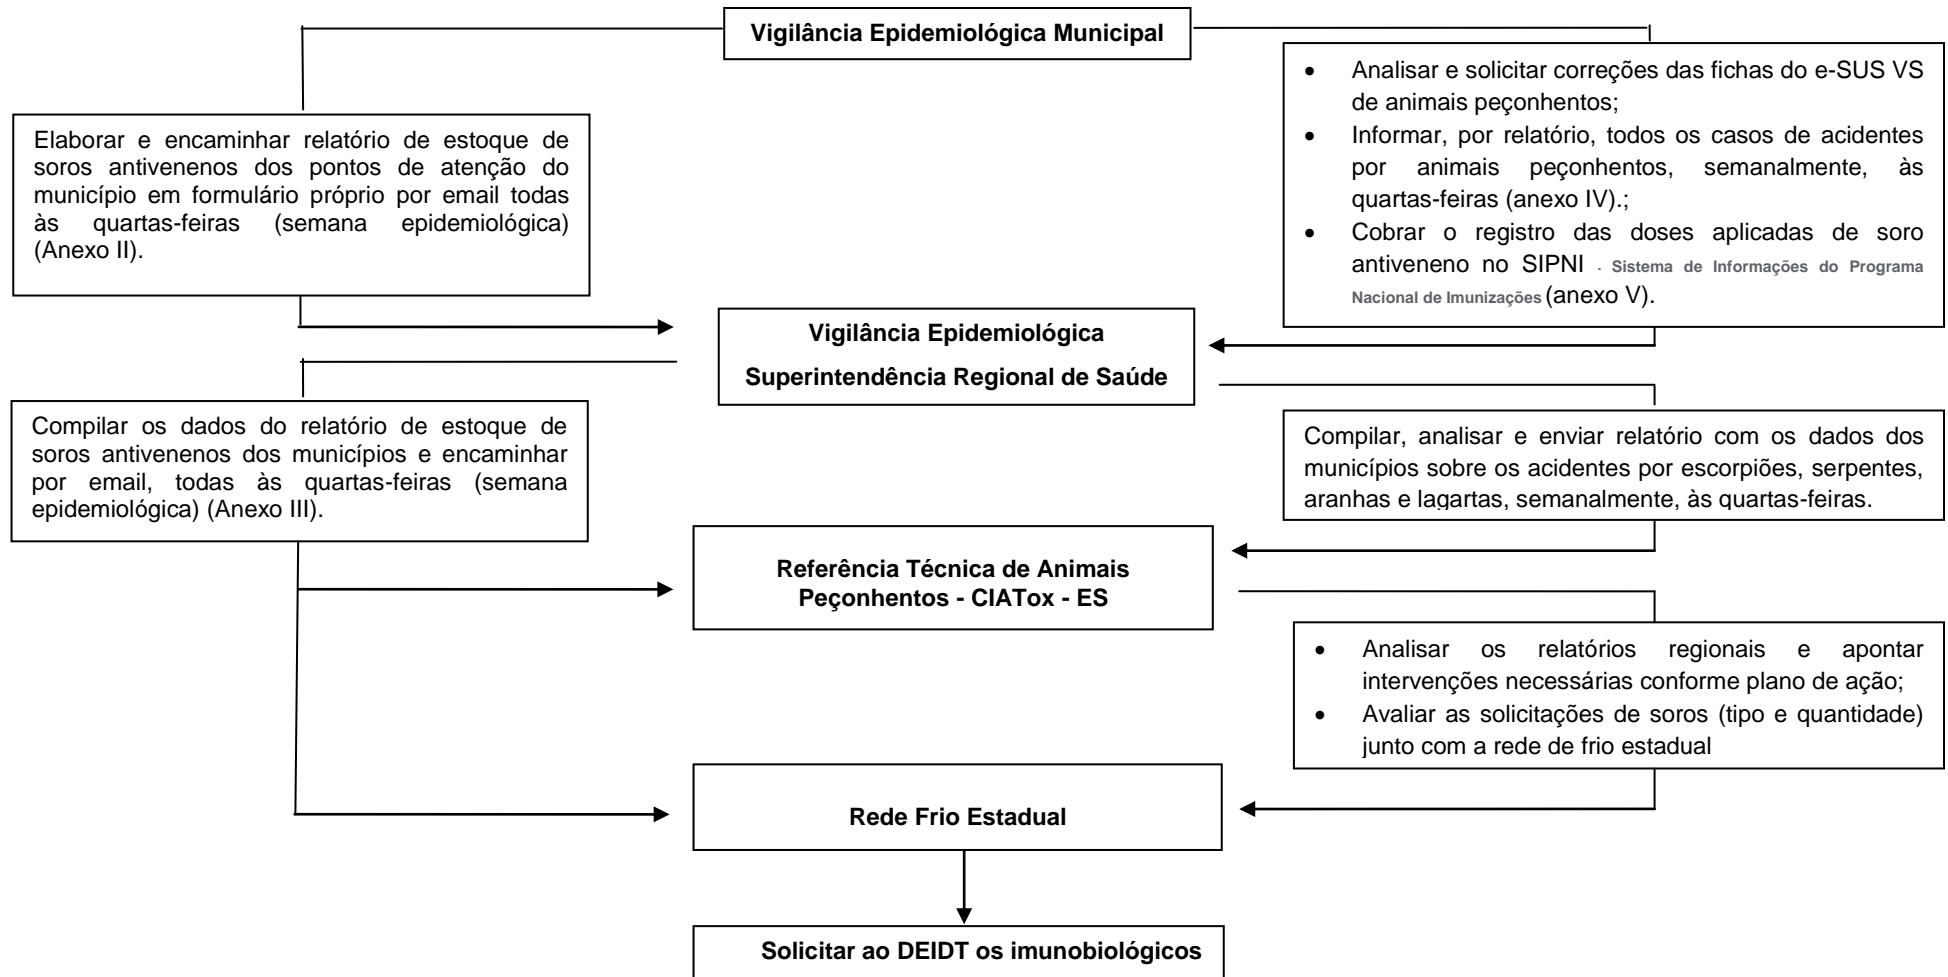 Vigilância Epidemiológica Municipal
Elaborar e encaminhar relatório de estoque de
soros antivenenos dos pontos de atenção do
município em formulário próprio por email todas
às quartas-feiras (semana epidemiológica)
(Anexo II).
• Analisar e solicitar correções das fichas do e-SUS VS
de animais peçonhentos;
• Informar, por relatório, todos os casos de acidentes
por animais peçonhentos, semanalmente, às
quartas-feiras (anexo IV).;
• Cobrar o registro das doses aplicadas de soro
antiveneno no SIPNI - Sistema de Informações do Programa
Nacional de Imunizações (anexo V).
Vigilância Epidemiológica
Superintendência Regional de Saúde
Compilar os dados do relatório de estoque de
soros antivenenos dos municípios e encaminhar
por email, todas às quartas-feiras (semana
epidemiológica) (Anexo III).
Compilar, analisar e enviar relatório com os dados dos
municípios sobre os acidentes por escorpiões, serpentes,
aranhas e lagartas, semanalmente, às quartas-feiras.
Referência Técnica de Animais
Peçonhentos - CIATox - ES
• Analisar os relatórios regionais e apontar
intervenções necessárias conforme plano de ação;
• Avaliar as solicitações de soros (tipo e quantidade)
junto com a rede de frio estadual
Rede Frio Estadual
Solicitar ao DEIDT os imunobiológicos